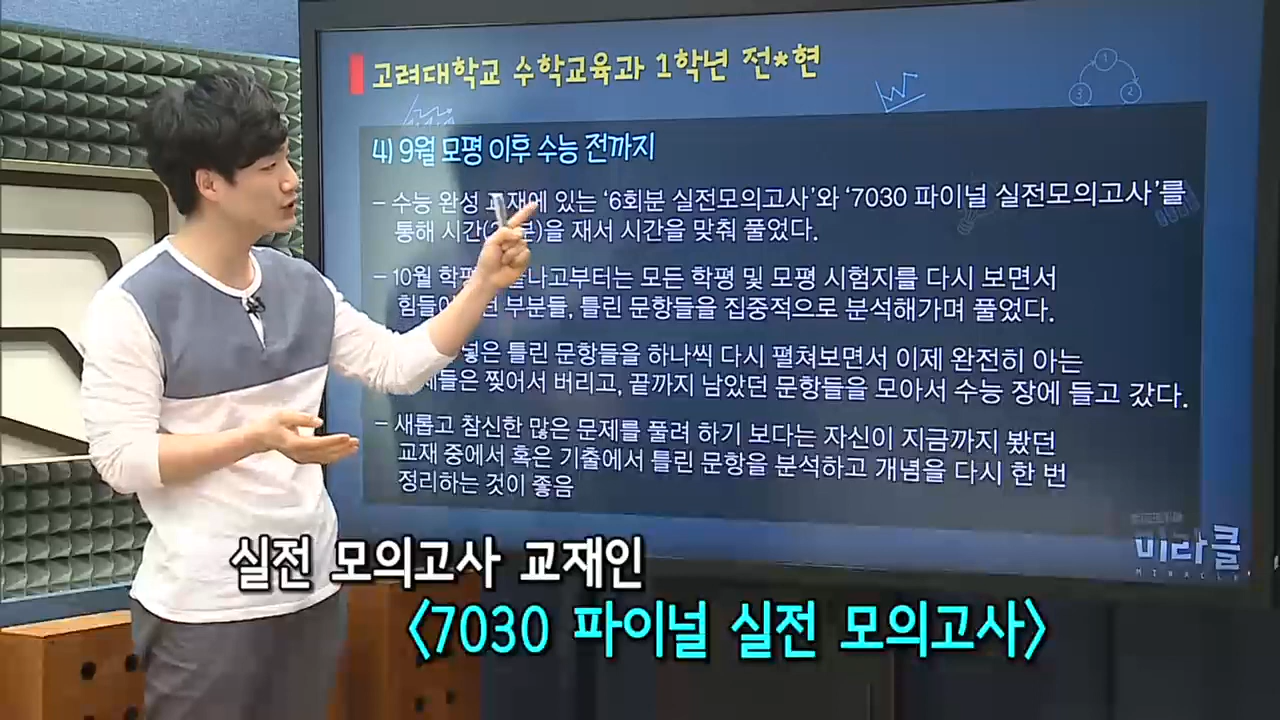 고려대학교 수학교육과 1학년 전*현
1
3 2
4) 9월 모평 이후 수능 전까지
- 수능 완성 교재에 있는 '6회분 실전모의고사'와 '7030 파이널 실전모의고사'를
통해 시간( 분)을 재서 시간을 맞춰 풀었다.
- 10월 학평 부터는 모든 학평 및 모평 시험지를 다시 보면서
부분들, 틀린 문항들을 집중적으로 분석해가며 풀었다.
넣은 틀린 문항들을 하나씩 다시 펼쳐보면서 이제 완전히 아는
찢어서 버리고, 끝까지 남았던 문항들을 모아서 수능 장에 들고 갔다.
- 새롭고 참신한 많은 문제를 풀려 하기 보다는 자신이 지금까지 봤던
교재 중에서 혹은 기출에서 틀린 문항을 분석하고 개념을 다시 한 번
정리하는 것이 좋음
미라클
MIRACLE
실전 모의고사 교재인
<7030 파이널 실전 모의고사>